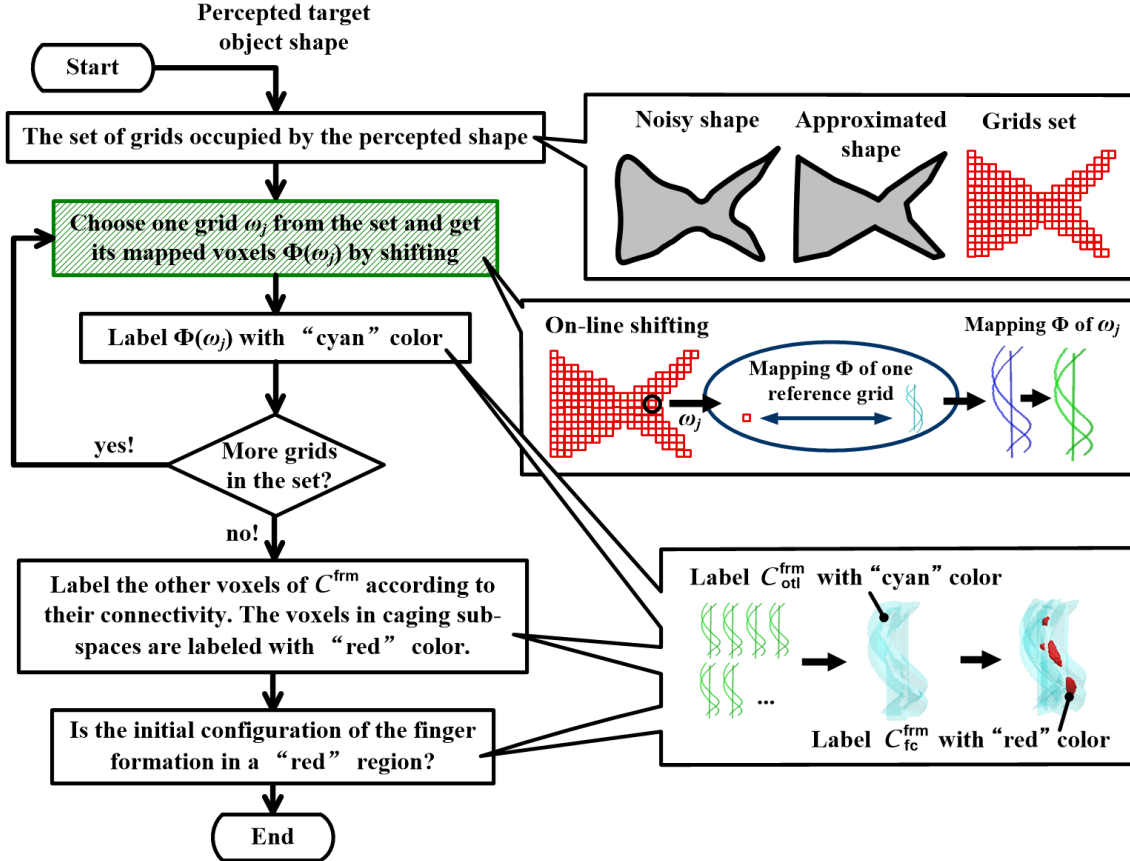 Percepted target
object shape
Start
The set of grids occupied by the percepted shape
Noisy shape
Approximated
shape
Grids set
Choose one grid ωj from the set and get
its mapped voxels Φ(ωj) by shifting
Label Φ(ωj) with “cyan” color
On-line shifting
Mapping Φ of one
reference grid
ωj
Mapping Φ of ωj
yes!
More grids
in the set?
no!
Label the other voxels of C^frm according to
their connectivity. The voxels in caging sub-
spaces are labeled with “red” color.
Label C_otl^frm with “cyan” color
...
Label C_fc^frm with “red” color
Is the initial configuration of the finger
formation in a “red” region?
End